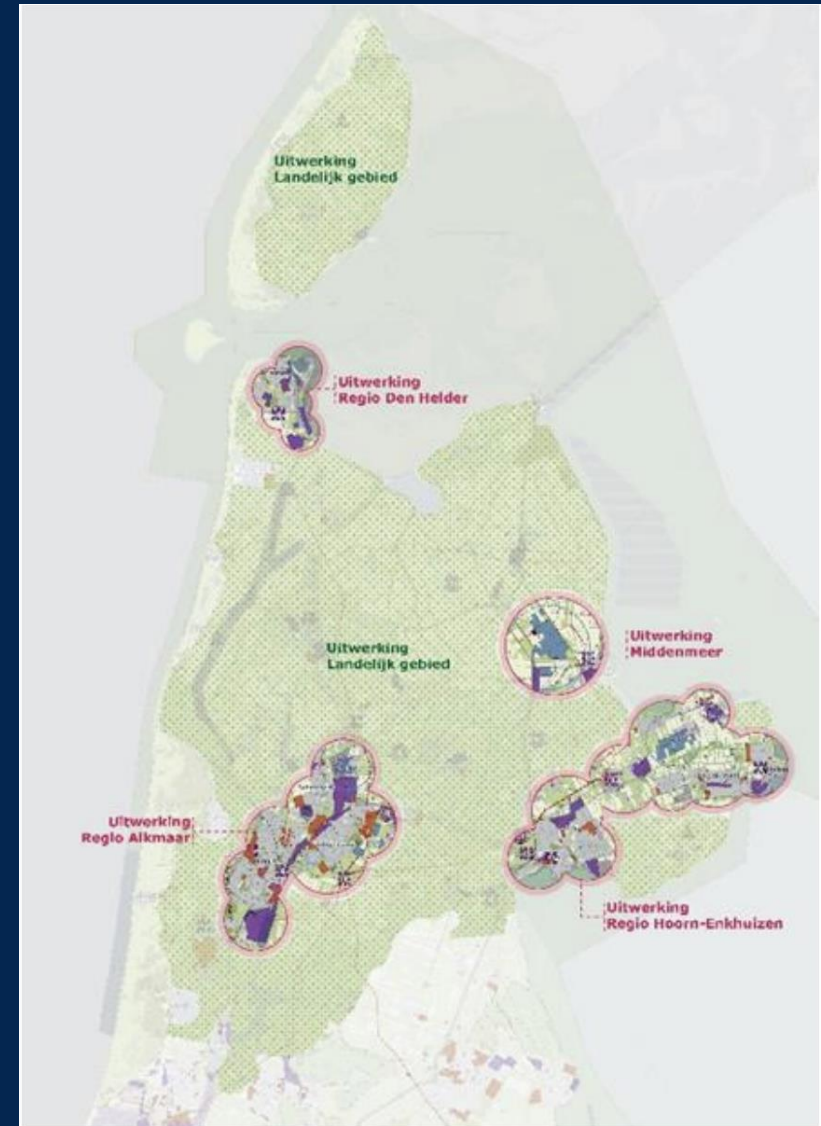 Uitwerking
Landelijk gebied
Uitwerking
Regio Den Helder
Uitwerking
Landelijk gebied
Uitwerking
Middenmeer
Uitwerking
Regio Alkmaar
Uitwerking
Regio Hoorn-Enkhuizen